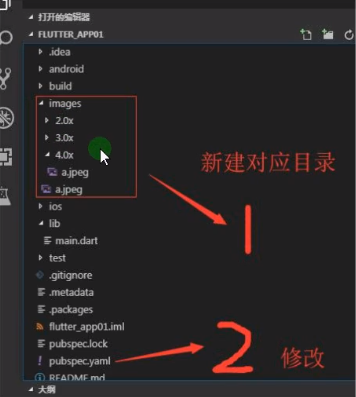 打开的编辑器
FLUTTER_APP01
.idea
android
build
images
2.0x
3.0x
4.0x
a.jpeg
a.jpeg
ios
lib
main.dart
test
.gitignore
.metadata
.packages
flutter_app01.iml
pubspec.lock
pubspec.yaml
README.md
大纲
新建对应目录
1
2 修改